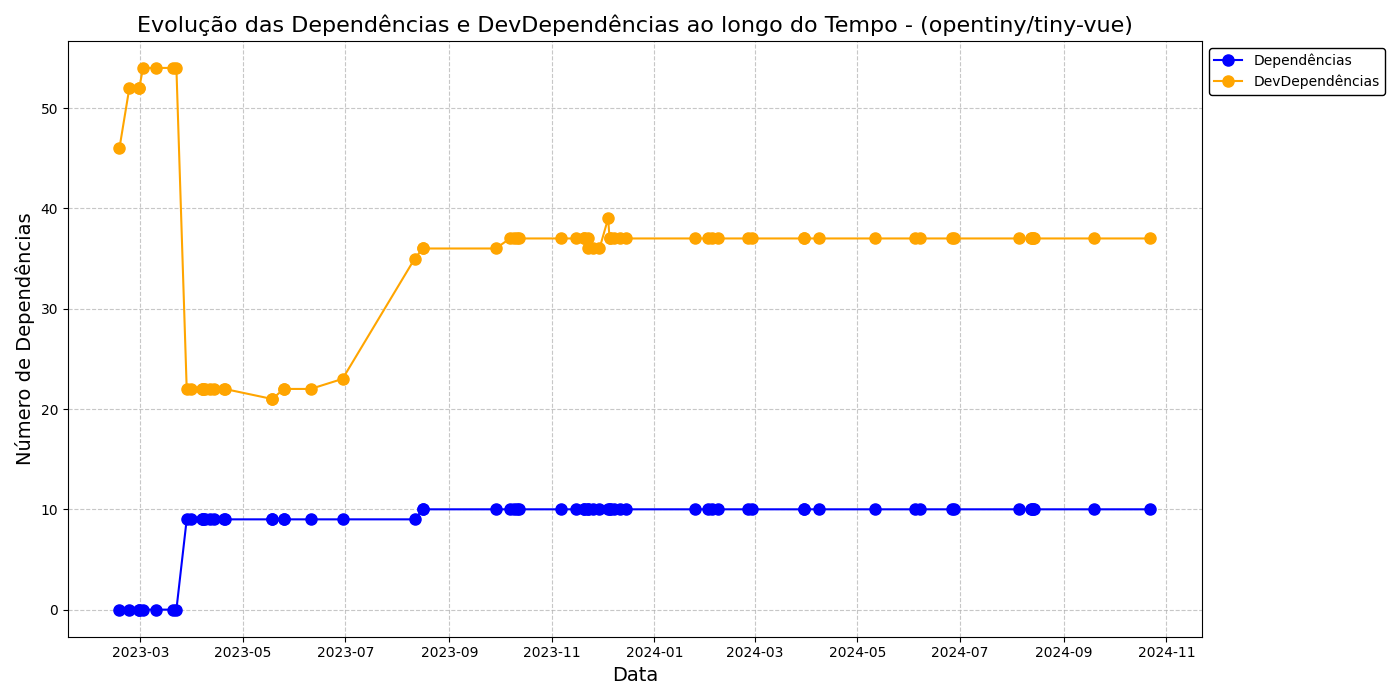 Evolução das Dependências e DevDependências ao longo do Tempo - (opentiny/tiny-vue)
Dependências
DevDependências
Número de Dependências
50
40
30
20
10
0
2023-03 2023-05 2023-07 2023-09 2023-11 2024-01 2024-03 2024-05 2024-07 2024-09 2024-11
Data